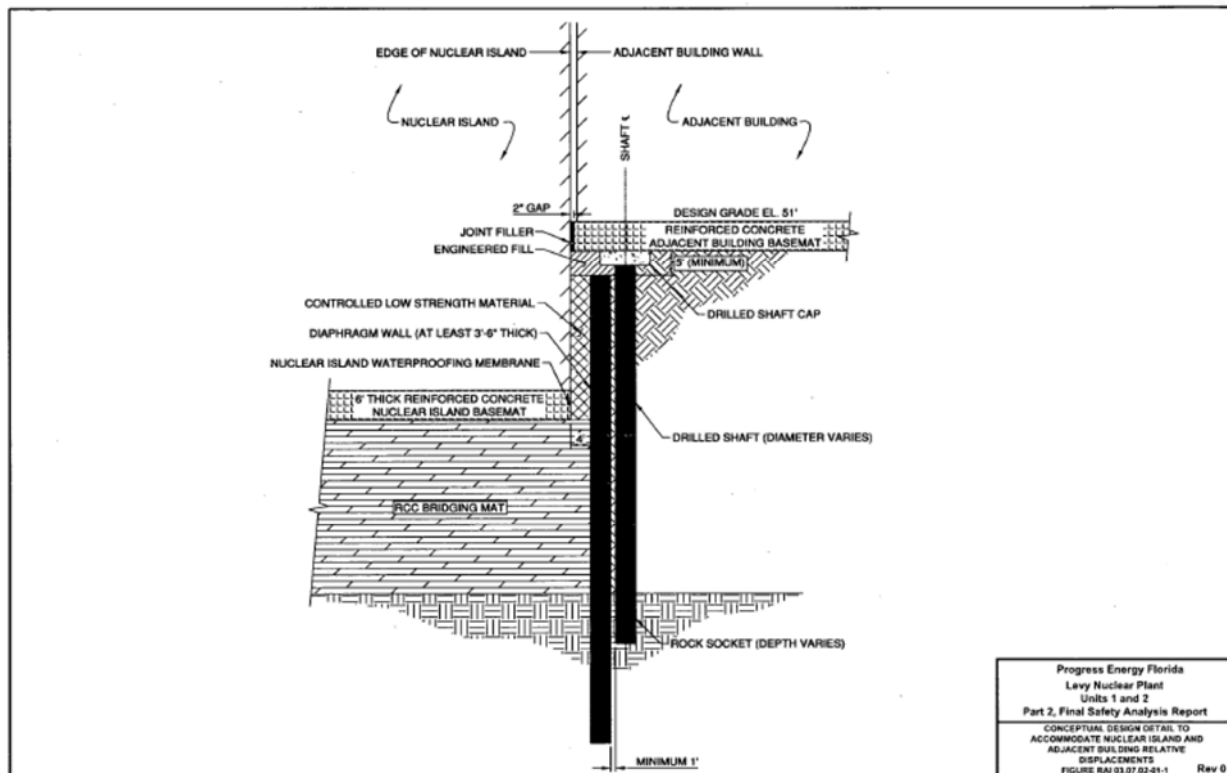 EDGE OF NUCLEAR ISLAND
ADJACENT BUILDING WALL
NUCLEAR ISLAND
ADJACENT BUILDING
SHAFT ℄
2" GAP
DESIGN GRADE EL. 51'
JOINT FILLER
REINFORCED CONCRETE
ADJACENT BUILDING BASEMAT
ENGINEERED FILL
5' (MINIMUM)
CONTROLLED LOW STRENGTH MATERIAL
DRILLED SHAFT CAP
DIAPHRAGM WALL (AT LEAST 3'-6" THICK)
NUCLEAR ISLAND WATERPROOFING MEMBRANE
6' THICK REINFORCED CONCRETE
NUCLEAR ISLAND BASEMAT
4'
DRILLED SHAFT (DIAMETER VARIES)
RCC BRIDGING MAT
ROCK SOCKET (DEPTH VARIES)
MINIMUM 1'
Progress Energy Florida
Levy Nuclear Plant
Units 1 and 2
Part 2, Final Safety Analysis Report
CONCEPTUAL DESIGN DETAIL TO
ACCOMMODATE NUCLEAR ISLAND AND
ADJACENT BUILDING RELATIVE
DISPLACEMENTS
FIGURE RAI 03.07.02-01-1
Rev 0